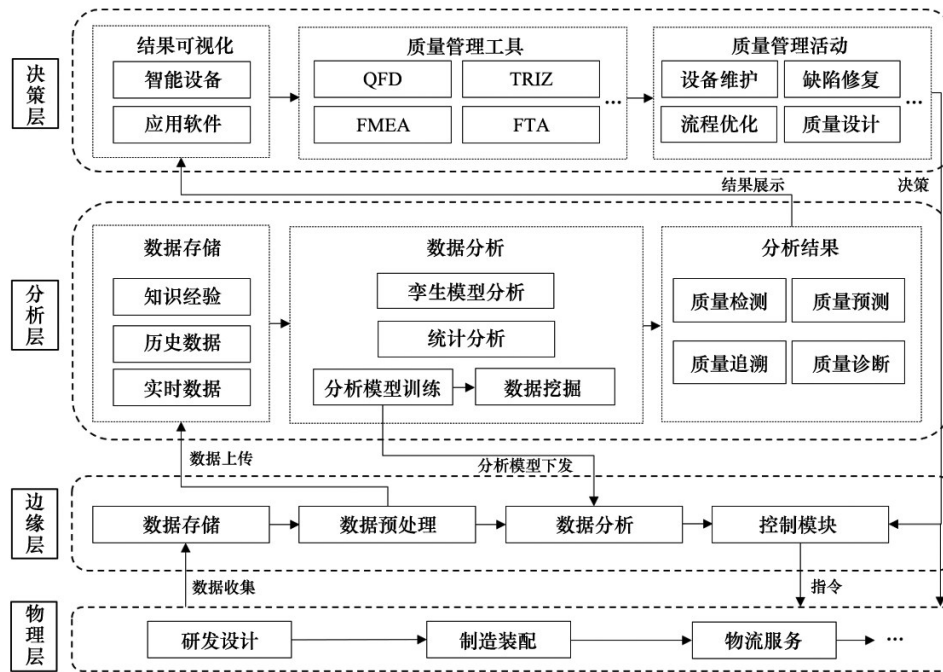 决策层
结果可视化
智能设备
应用软件
质量管理工具
QFD
TRIZ
FMEA
FTA
...
质量管理活动
设备维护
缺陷修复
流程优化
质量设计
...
结果展示
决策
分析层
数据存储
知识经验
历史数据
实时数据
数据分析
孪生模型分析
统计分析
分析模型训练
数据挖掘
分析结果
质量检测
质量预测
质量追溯
质量诊断
数据上传
分析模型下发
边缘层
数据存储
数据预处理
数据分析
控制模块
数据收集
指令
物理层
研发设计
制造装配
物流服务
...